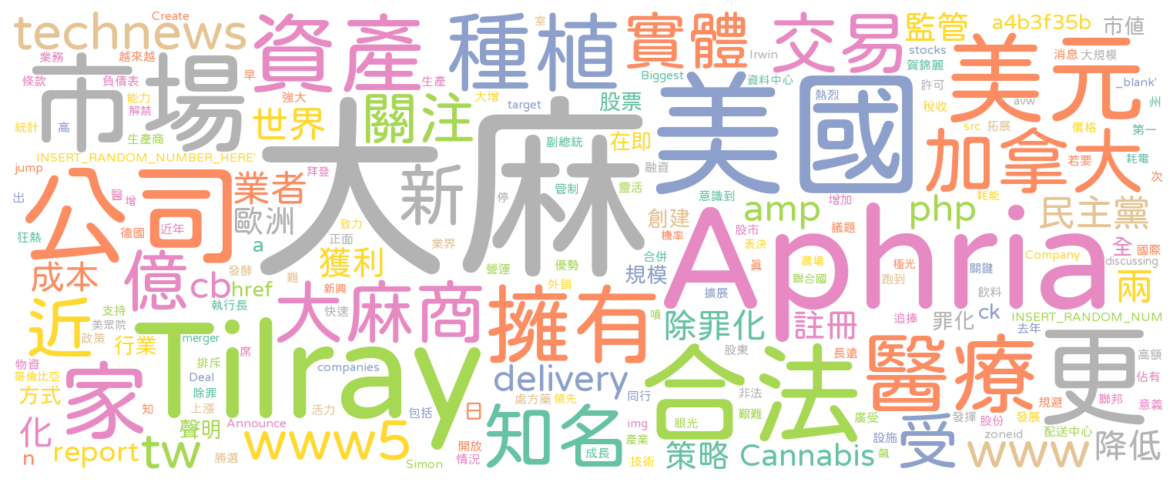 Create
technews
資產
種植
實體
交易
監管
a4b3f35b
市值
業務
越來越
室
Irwin
stocks
賀錦麗
消息
大規模
市場
條款
負債表
早
生產
強大
能力
解禁
生產商
統計
高
大增
target
Biggest
資料中心
熱烈
許可
稅收
avw
_blank'
州
美國
美元
關注
世界
股票
在即
副總統
融資
src
拓展
價格
第一
INSERT_RANDOM_NUMBER_HERE'
大麻
新
停
管制
靈活
意識到
加拿大
若要
耗電
次
耗能
jump
公司
業者
醫
增
出
德國
近年
狂熱
歐洲
a
拜登
致力
正面
業界
創建
機率
合併
amp
增加
股市
表決
議題
php
民主黨
全
國際
discussing
Company
成本
億
cb
href
發酵
執行長
難
新興
快速
獲利
營運
優勢
外銷
規模
擴展
農場
聯合國
真
極光
跑到
關鍵
飲料
兩
近
支持
美眾院
政策
行業
大麻商
擁有
噴
除罪化
Aphria
追捧
註冊
罪化
ck
去年
INSERT_RANDOM_NUM
物資
哥倫比亞
方式
家
merger
排斥
Deal
除罪
席
上漲
Tilray
companies
活力
包括
delivery
處方藥
領先
同行
股東
非法
艱難
合法
長遠
廣受
醫療
更
高額
佔有
聯邦
意義
規避
化
知
聲明
日
Announce
勝選
www5
n
report
tw
Simon
開放
情況
知名
成長
img
產業
技術
眼光
策略
Cannabis
發揮
股份
發展
設施
飆
受
zoneid
配送中心
www
降低